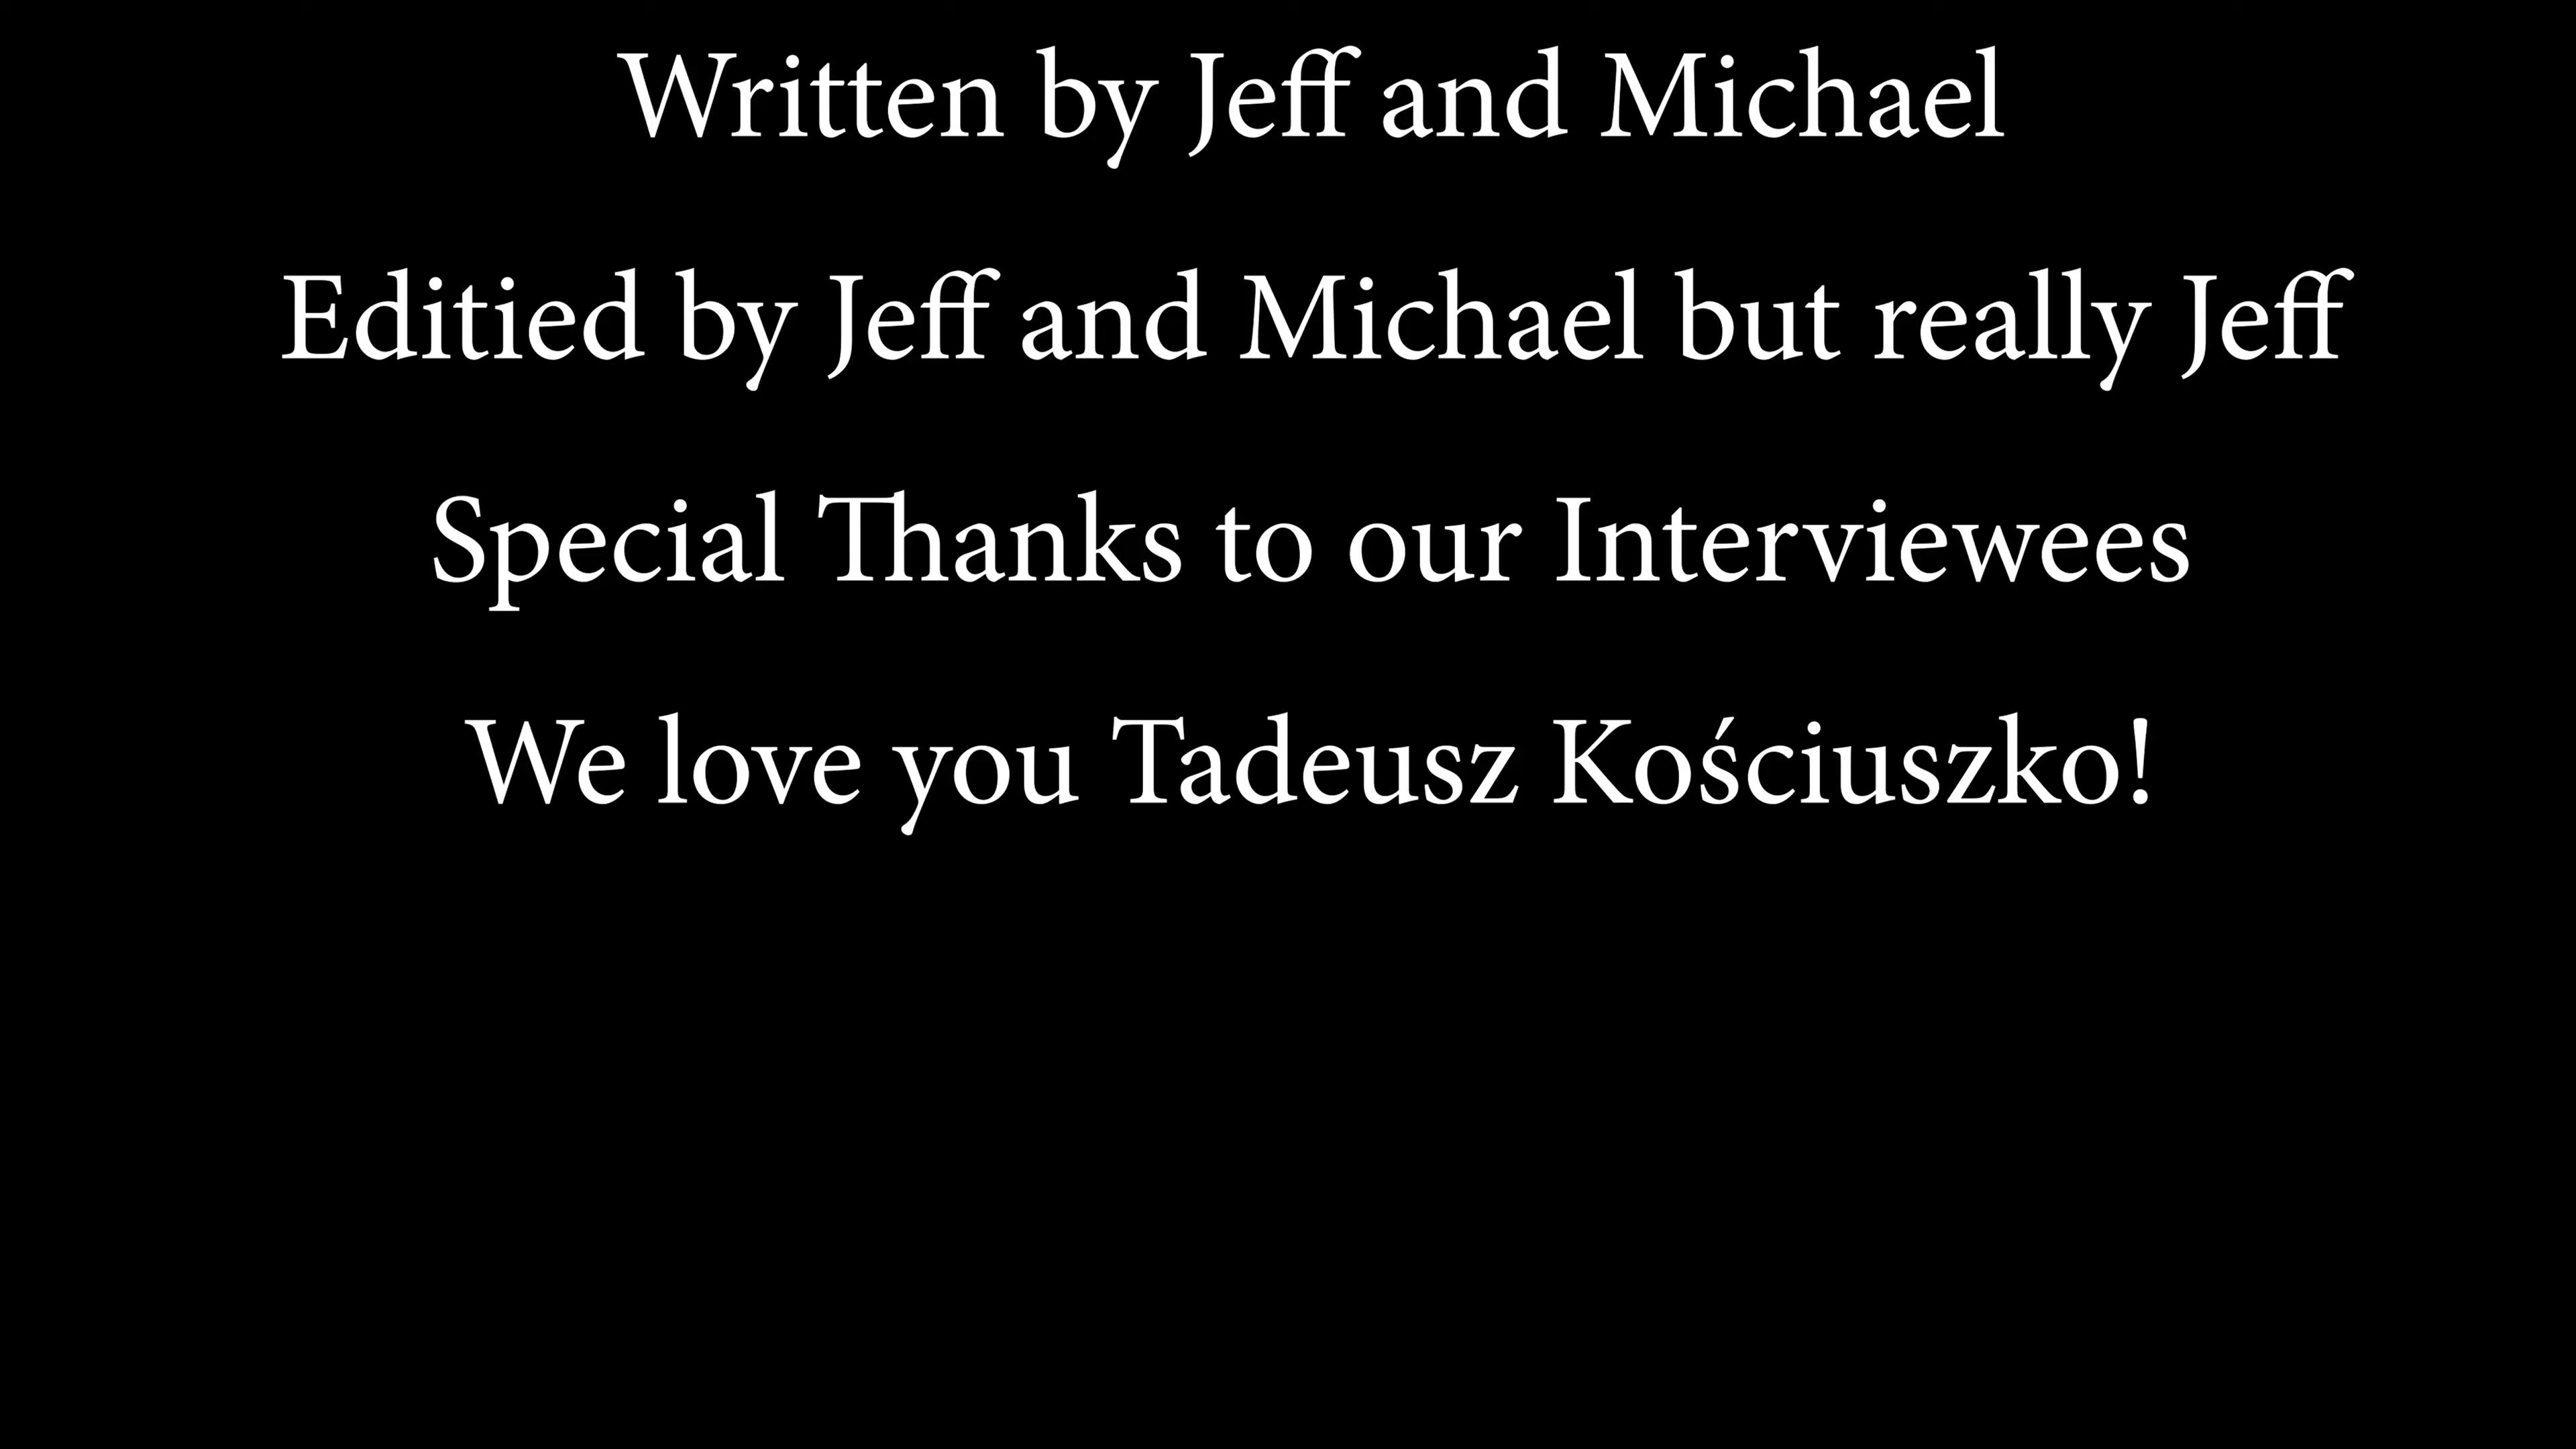 Written by Jeff and Michael
Editied by Jeff and Michael but really Jeff
Special Thanks to our Interviewees
We love you Tadeusz Kościuszko!